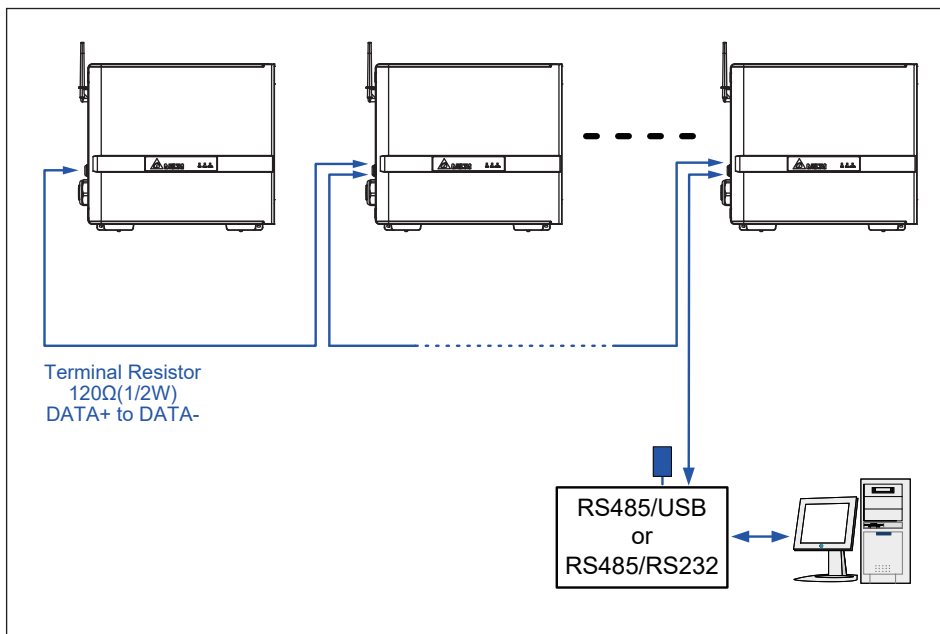 Terminal Resistor
120Ω(1/2W)
DATA+ to DATA-
RS485/USB
or
RS485/RS232